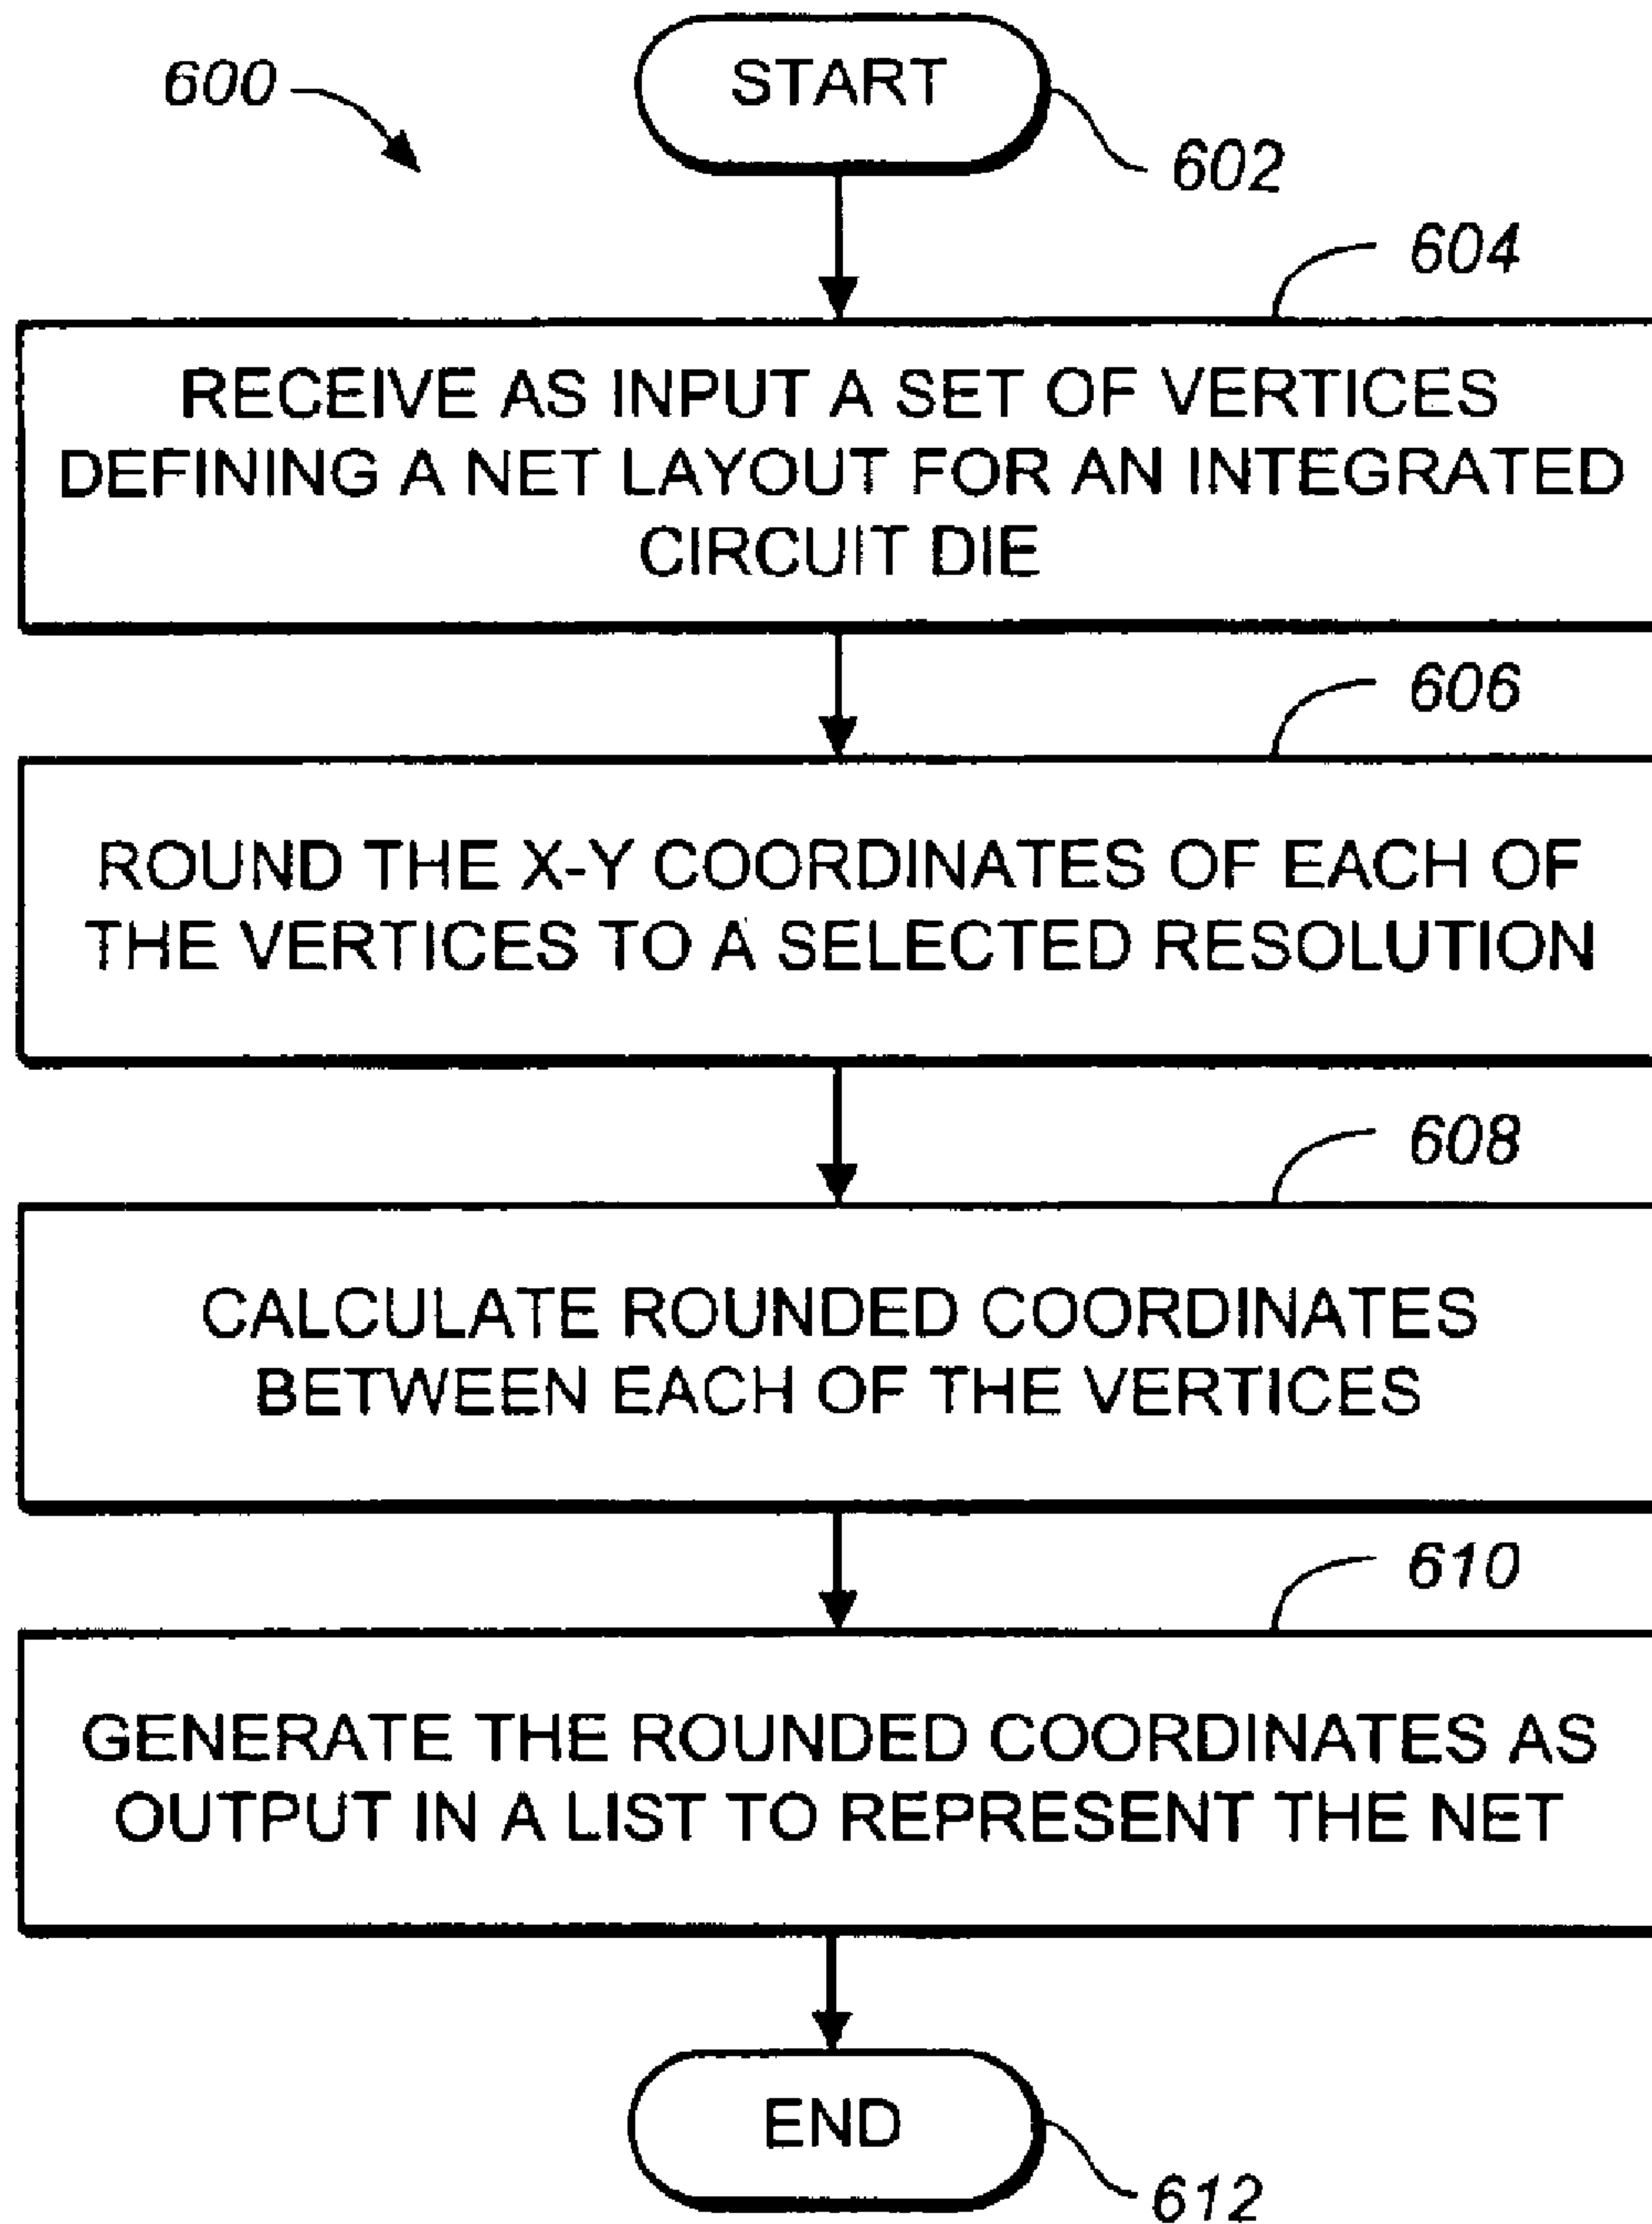 600
START
602
604
RECEIVE AS INPUT A SET OF VERTICES
DEFINING A NET LAYOUT FOR AN INTEGRATED
CIRCUIT DIE
606
ROUND THE X-Y COORDINATES OF EACH OF
THE VERTICES TO A SELECTED RESOLUTION
608
CALCULATE ROUNDED COORDINATES
BETWEEN EACH OF THE VERTICES
610
GENERATE THE ROUNDED COORDINATES AS
OUTPUT IN A LIST TO REPRESENT THE NET
END
612